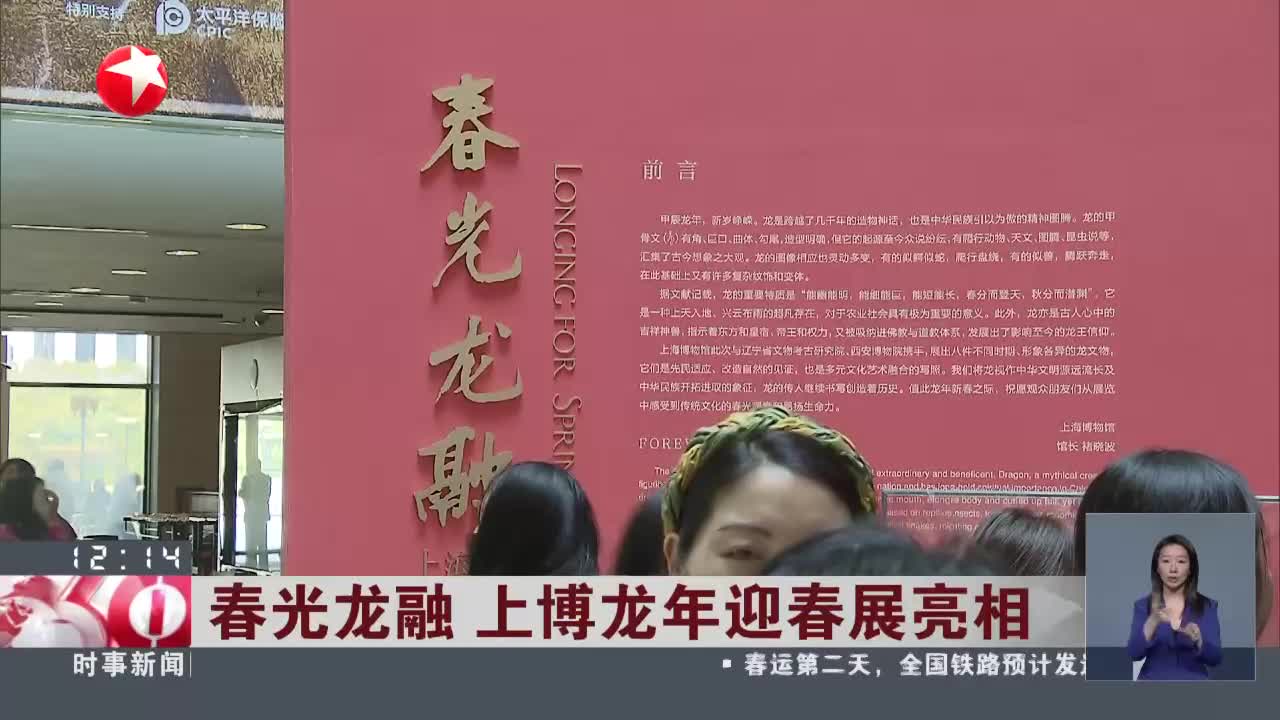 特别支持
太平洋保险
CPIC
春光龙融
LONGING FOR SPRIN
上海
前言
甲辰龙年，新岁峥嵘。龙是跨越了几千年的造物神话，也是中华民族引以为傲的精神图腾。龙的甲
骨文（）有角、巨口、曲体、勾尾，造型明确，但它的起源至今众说纷纭，有爬行动物、天文、图腾、昆虫说等，
汇集了古今想象之大观。龙的图像相应也灵动多变，有的似鳄似蛇，爬行盘绕，有的似兽，腾跃奔走，
在此基础上又有许多复杂纹饰和变体。
据文献记载，龙的重要特质是“能幽能明，能细能巨，能短能长，春分而登天，秋分而潜渊”，它
是一种上天入地、兴云布雨的超凡存在，对于农业社会具有极为重要的意义。此外，龙亦是古人心中的
吉祥神兽，指示着东方和星宿、帝王和权力，又被吸纳进佛教与道教体系，发展出了影响至今的龙王信仰。
上海博物馆此次与辽宁省文物考古研究院、西安博物院携手，展出八件不同时期、形象各异的龙文物，
它们是先民适应、改造自然的见证，也是多元文化艺术融合的写照。我们将龙视作中华文明源远流长及
中华民族开拓进取的象征，龙的传人继续书写创造着历史。值此龙年新春之际，祝愿观众朋友们从展览
中感受到传统文化的春光 扬生命力。
上海博物馆
馆长 褚晓波
FOREW
The
extraordinary and beneficent. Dragon, a mythical crea
12:14
春光龙融 上博龙年迎春展亮相
时事新闻
春运第二天，全国铁路预计发